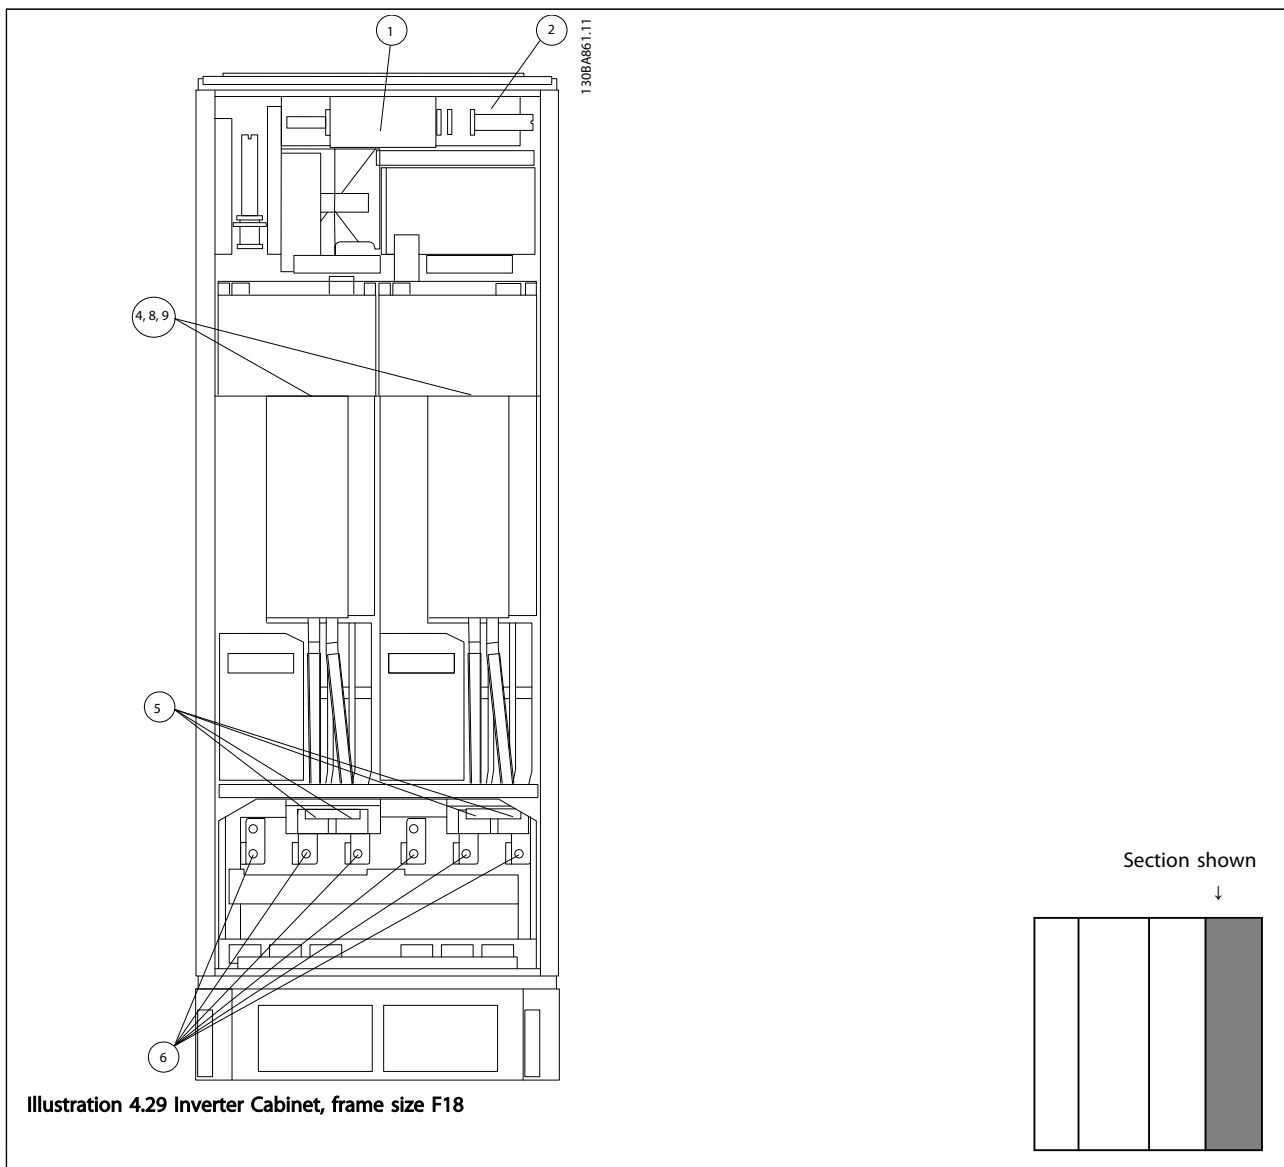 1
2
130BA861.11
4, 8, 9
5
6
Section shown
↓
Illustration 4.29 Inverter Cabinet, frame size F18